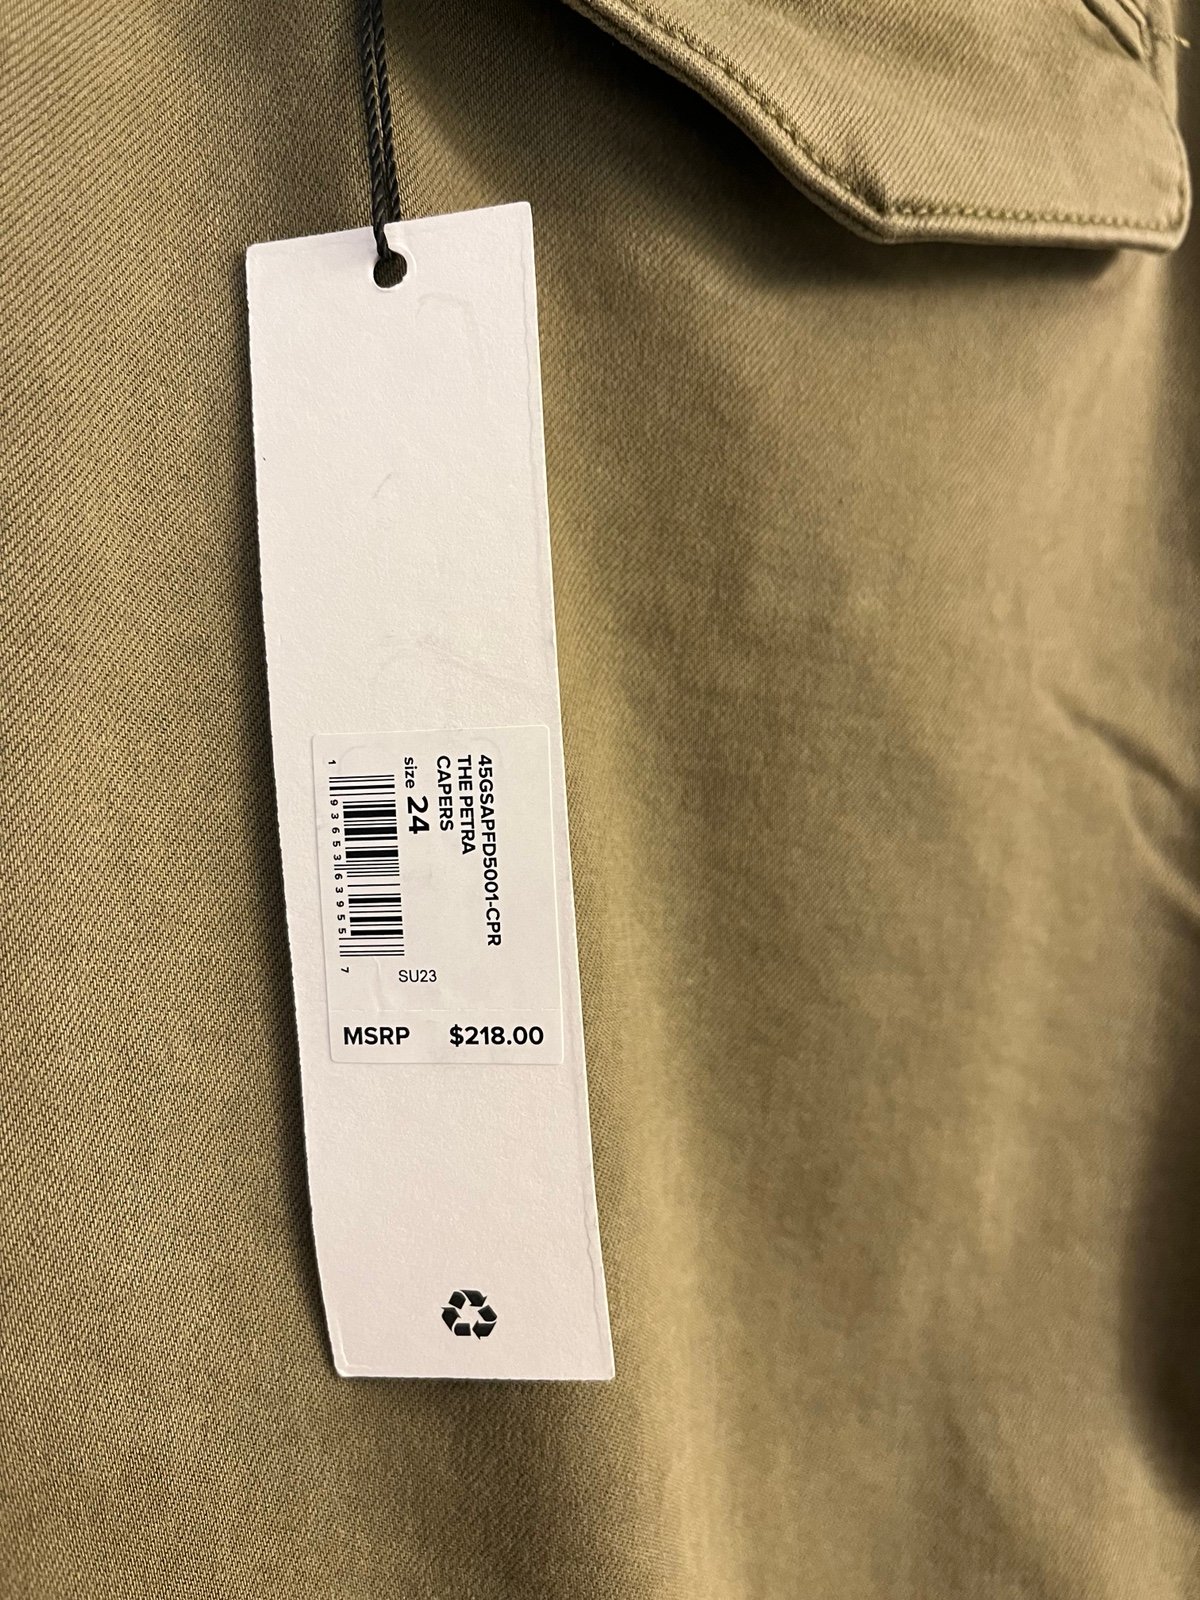 45GSAPFD5001-CPR
THE PETRA
CAPERS
size 24
1 93653 63955 7
SU23
MSRP $218.00